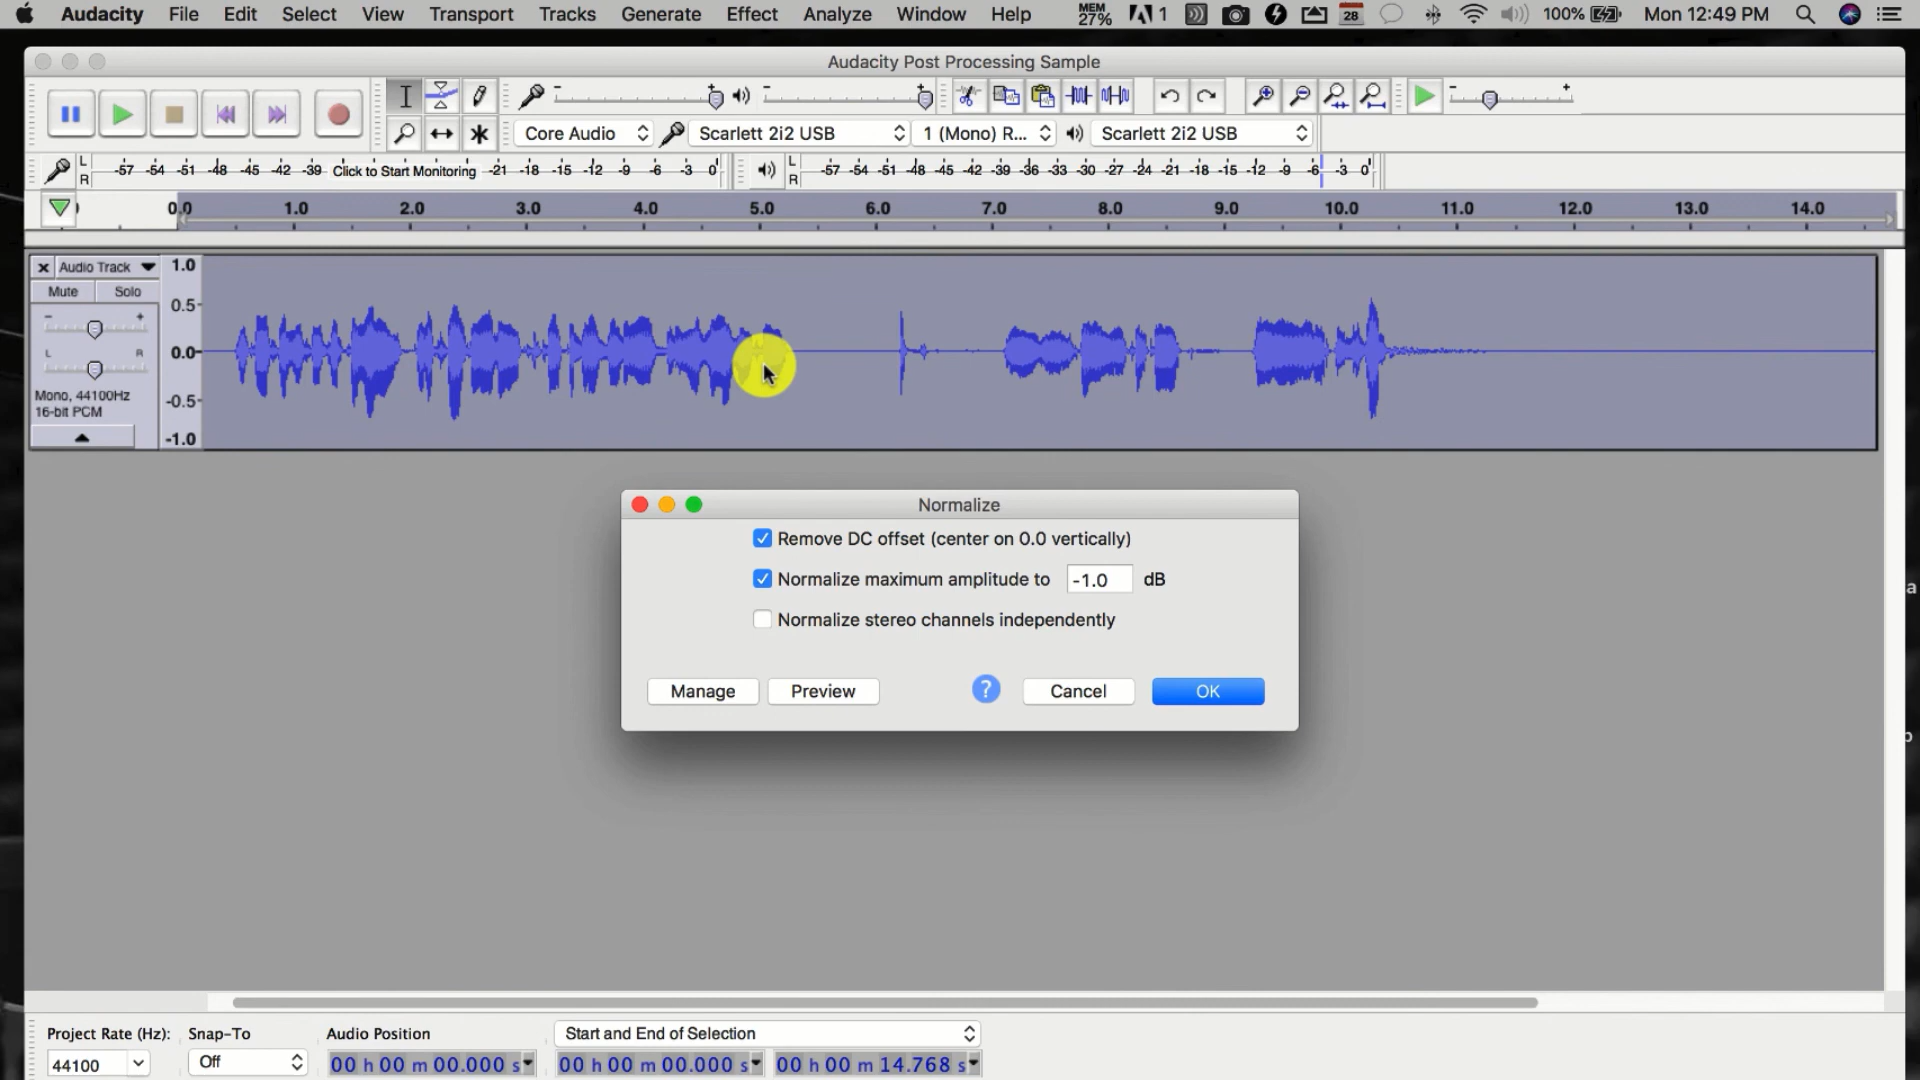 Audacity File Edit Select View Transport Tracks Generate Effect Analyze Window Help MEM 27% 1 28 100% Mon 12:49 PM
Audacity Post Processing Sample
Core Audio Scarlett 2i2 USB 1 (Mono) R... Scarlett 2i2 USB
L R -57 -54 -51 -48 -45 -42 -39 Click to Start Monitoring -21 -18 -15 -12 -9 -6 -3 0 L R -57 -54 -51 -48 -45 -42 -39 -36 -33 -30 -27 -24 -21 -18 -15 -12 -9 -6 -3 0
0.0 1.0 2.0 3.0 4.0 5.0 6.0 7.0 8.0 9.0 10.0 11.0 12.0 13.0 14.0
x Audio Track 1.0
Mute Solo
0.5
- +
L R
0.0
Mono, 44100Hz
16-bit PCM
-0.5
-1.0
Normalize
Remove DC offset (center on 0.0 vertically)
Normalize maximum amplitude to -1.0 dB
Normalize stereo channels independently
Manage Preview ? Cancel OK
Project Rate (Hz): Snap-To Audio Position Start and End of Selection
44100 Off 00 h 00 m 00.000 s 00 h 00 m 00.000 s 00 h 00 m 14.768 s